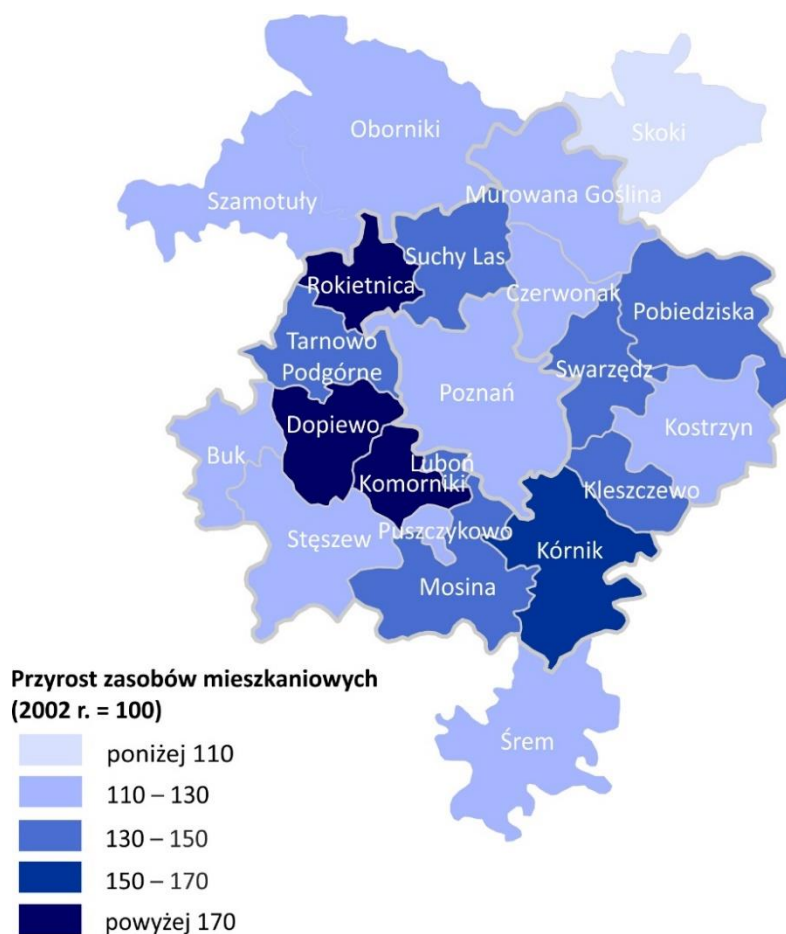 Oborniki
Skoki
Szamotuły
Murowana Goślina
Suchy Las
Rokietnica
Czerwonak
Pobiedziska
Tarnowo
Podgórne
Swarzędz
Poznań
Dopiewo
Kostrzyn
Buk
Luboń
Komorniki
Kleszczewo
Puszczykowo
Stęszew
Kórnik
Mosina
Śrem
Przyrost zasobów mieszkaniowych
(2002 r. = 100)
poniżej 110
110 – 130
130 – 150
150 – 170
powyżej 170